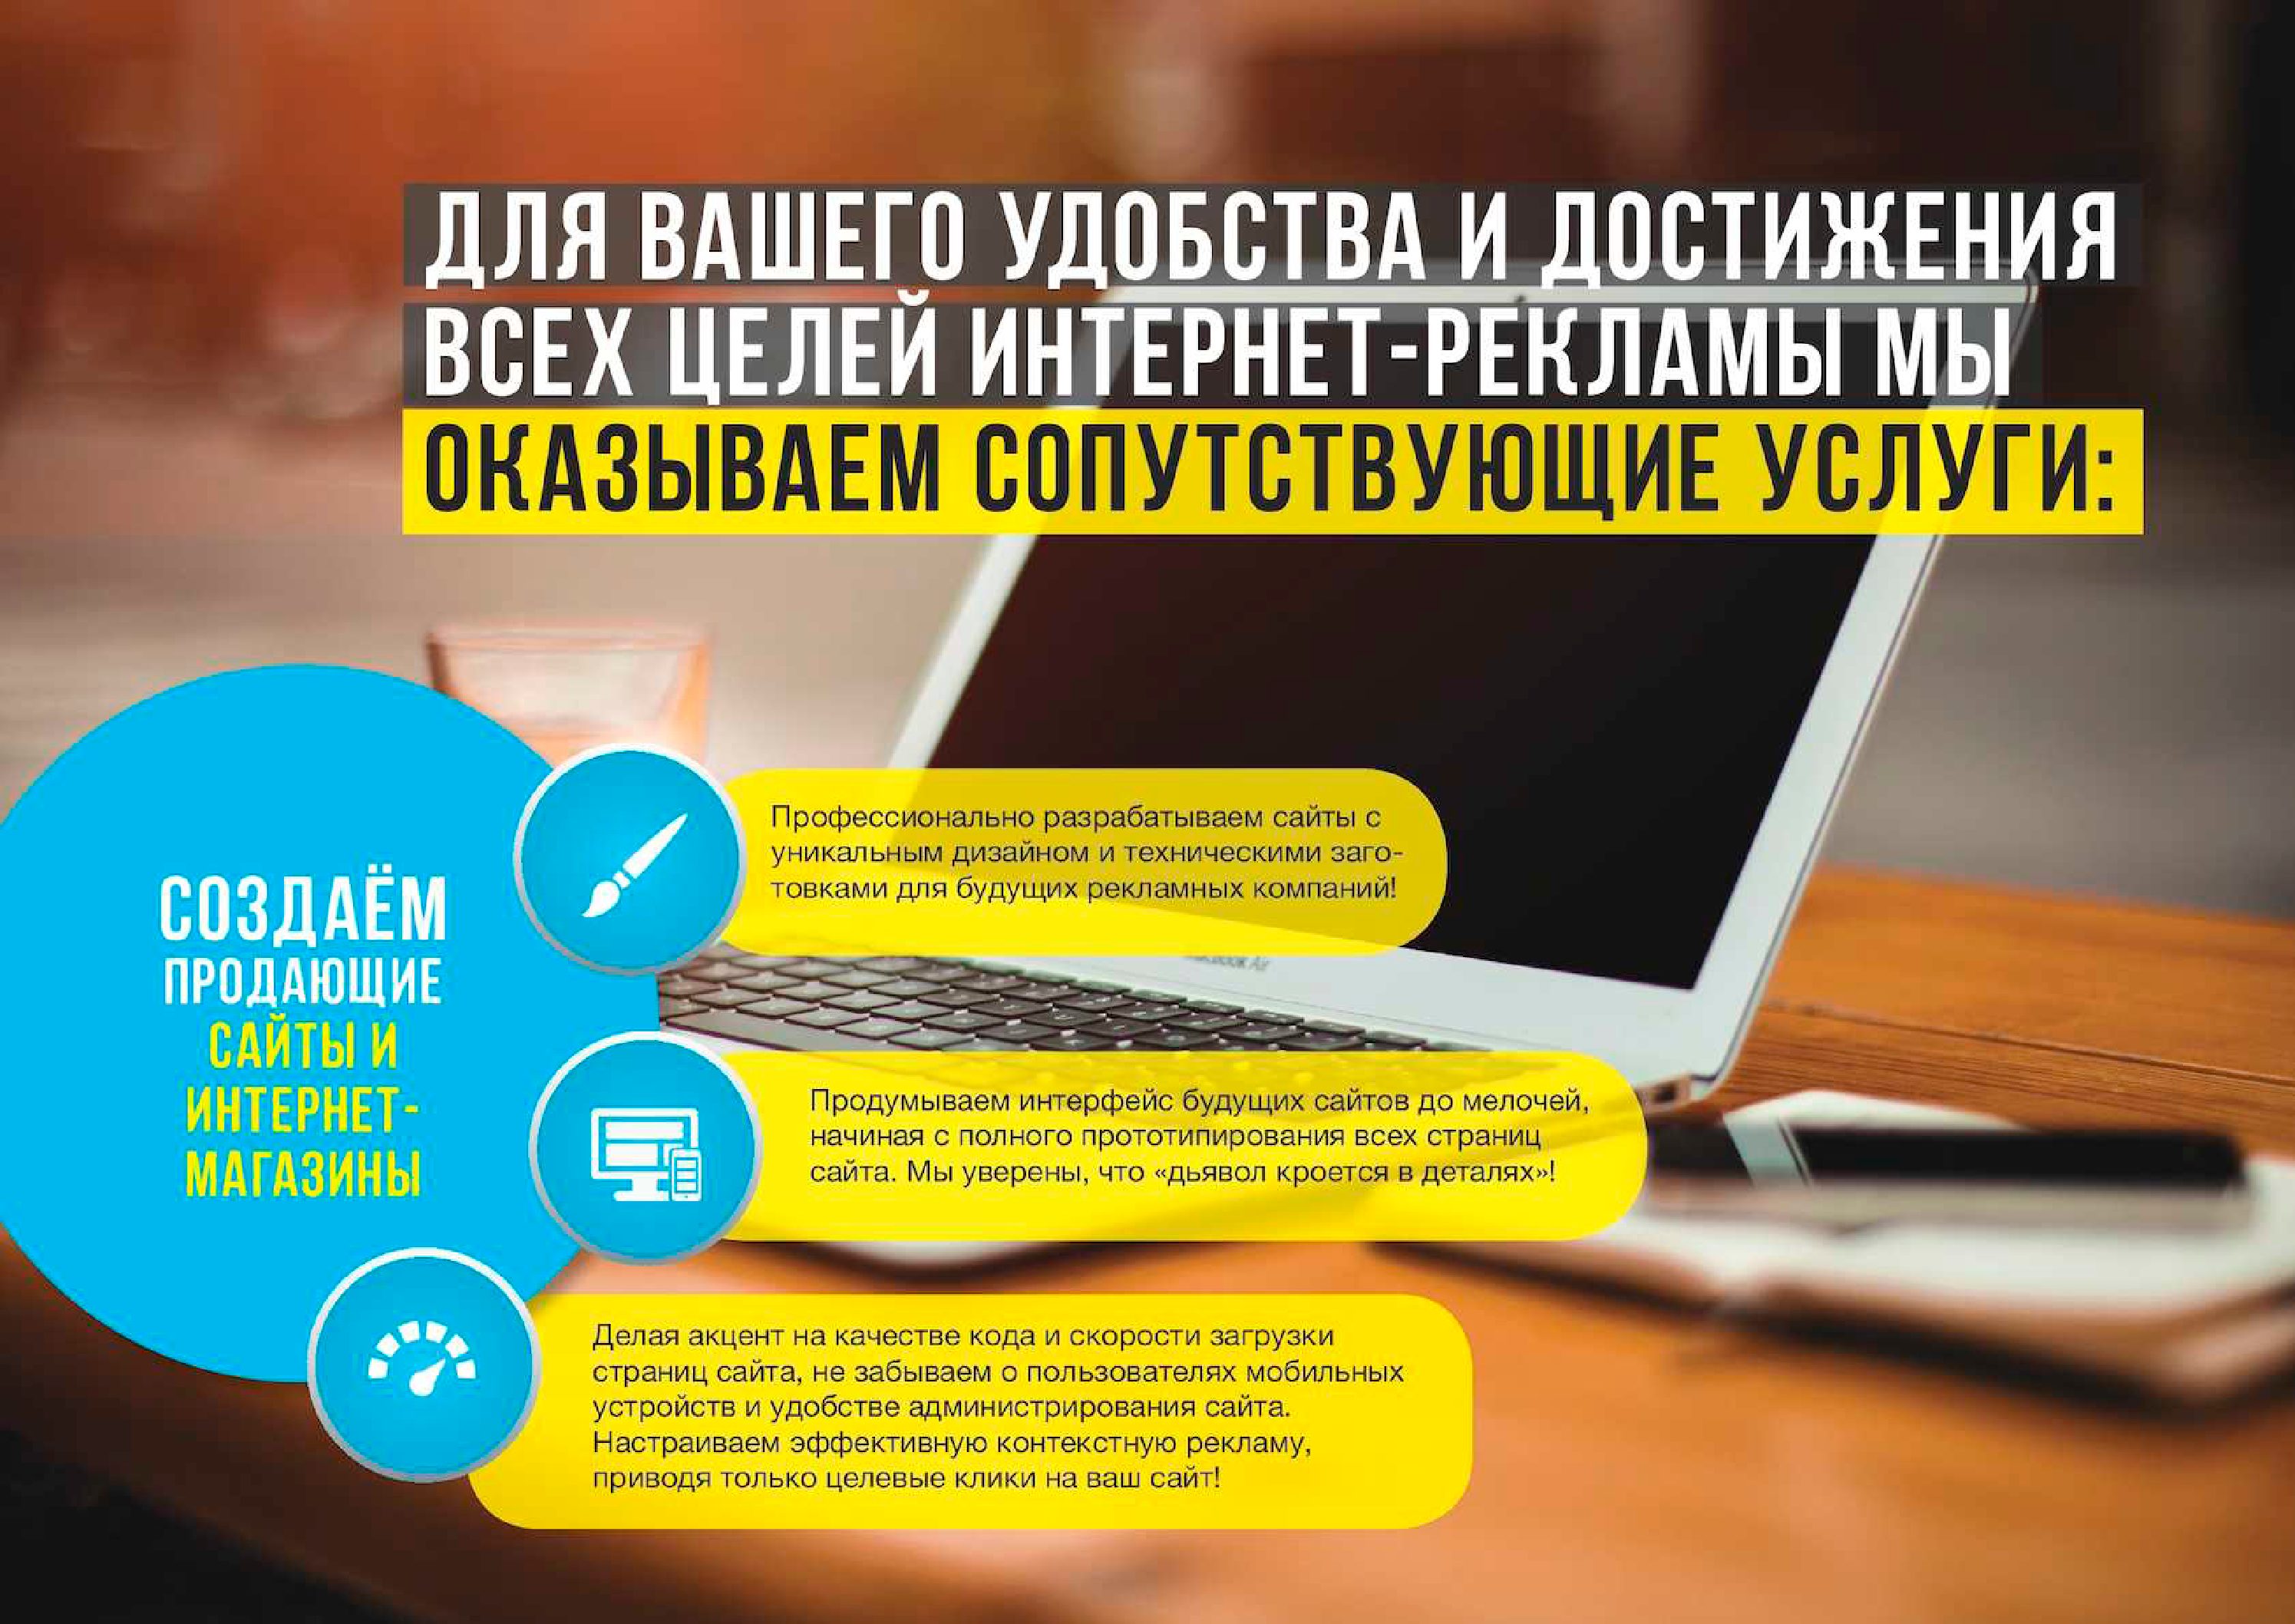 ДЛЯ ВАШЕГО УДОБСТВА И ДОСТИЖЕНИЯ
ВСЕХ ЦЕЛЕЙ ИНТЕРНЕТ-РЕКЛАМЫ МЫ
ОКАЗЫВАЕМ СОПУТСТВУЮЩИЕ УСЛУГИ:
СОЗДАЁМ
ПРОДАЮЩИЕ
САЙТЫ И
ИНТЕРНЕТ-
МАГАЗИНЫ
Профессионально разрабатываем сайты с
уникальным дизайном и техническими заго-
товками для будущих рекламных компаний!
Продумываем интерфейс будущих сайтов до мелочей,
начиная с полного прототипирования всех страниц
сайта. Мы уверены, что «дьявол кроется в деталях»!
Делая акцент на качестве кода и скорости загрузки
страниц сайта, не забываем о пользователях мобильных
устройств и удобстве администрирования сайта.
Настраиваем эффективную контекстную рекламу,
приводя только целевые клики на ваш сайт!